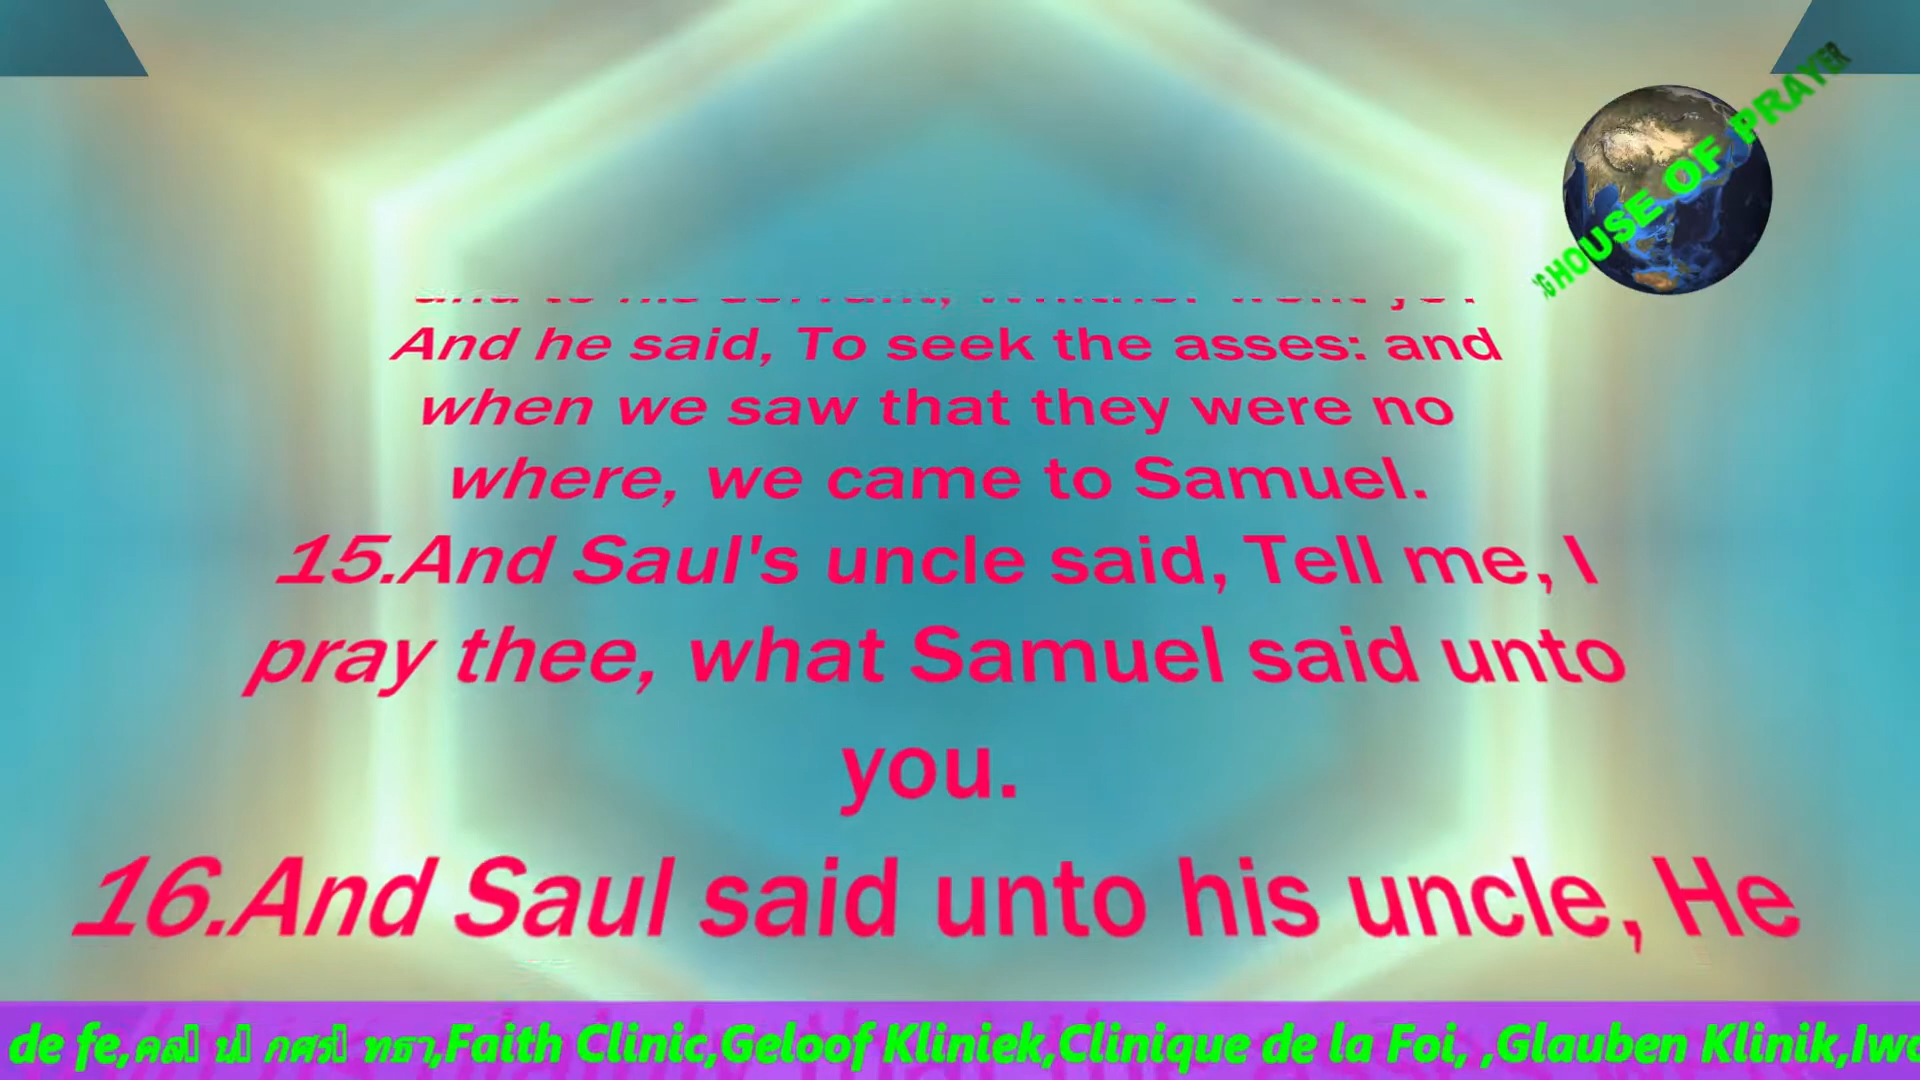 HOUSE OF PRAYER
And he said, To seek the asses: and
when we saw that they were no
where, we came to Samuel.
15.And Saul's uncle said, Tell me, I
pray thee, what Samuel said unto
you.
16.And Saul said unto his uncle, He
de fe, Faith Clinic,Geloof Kliniek,Clinique de la Foi, ,Glauben Klinik,